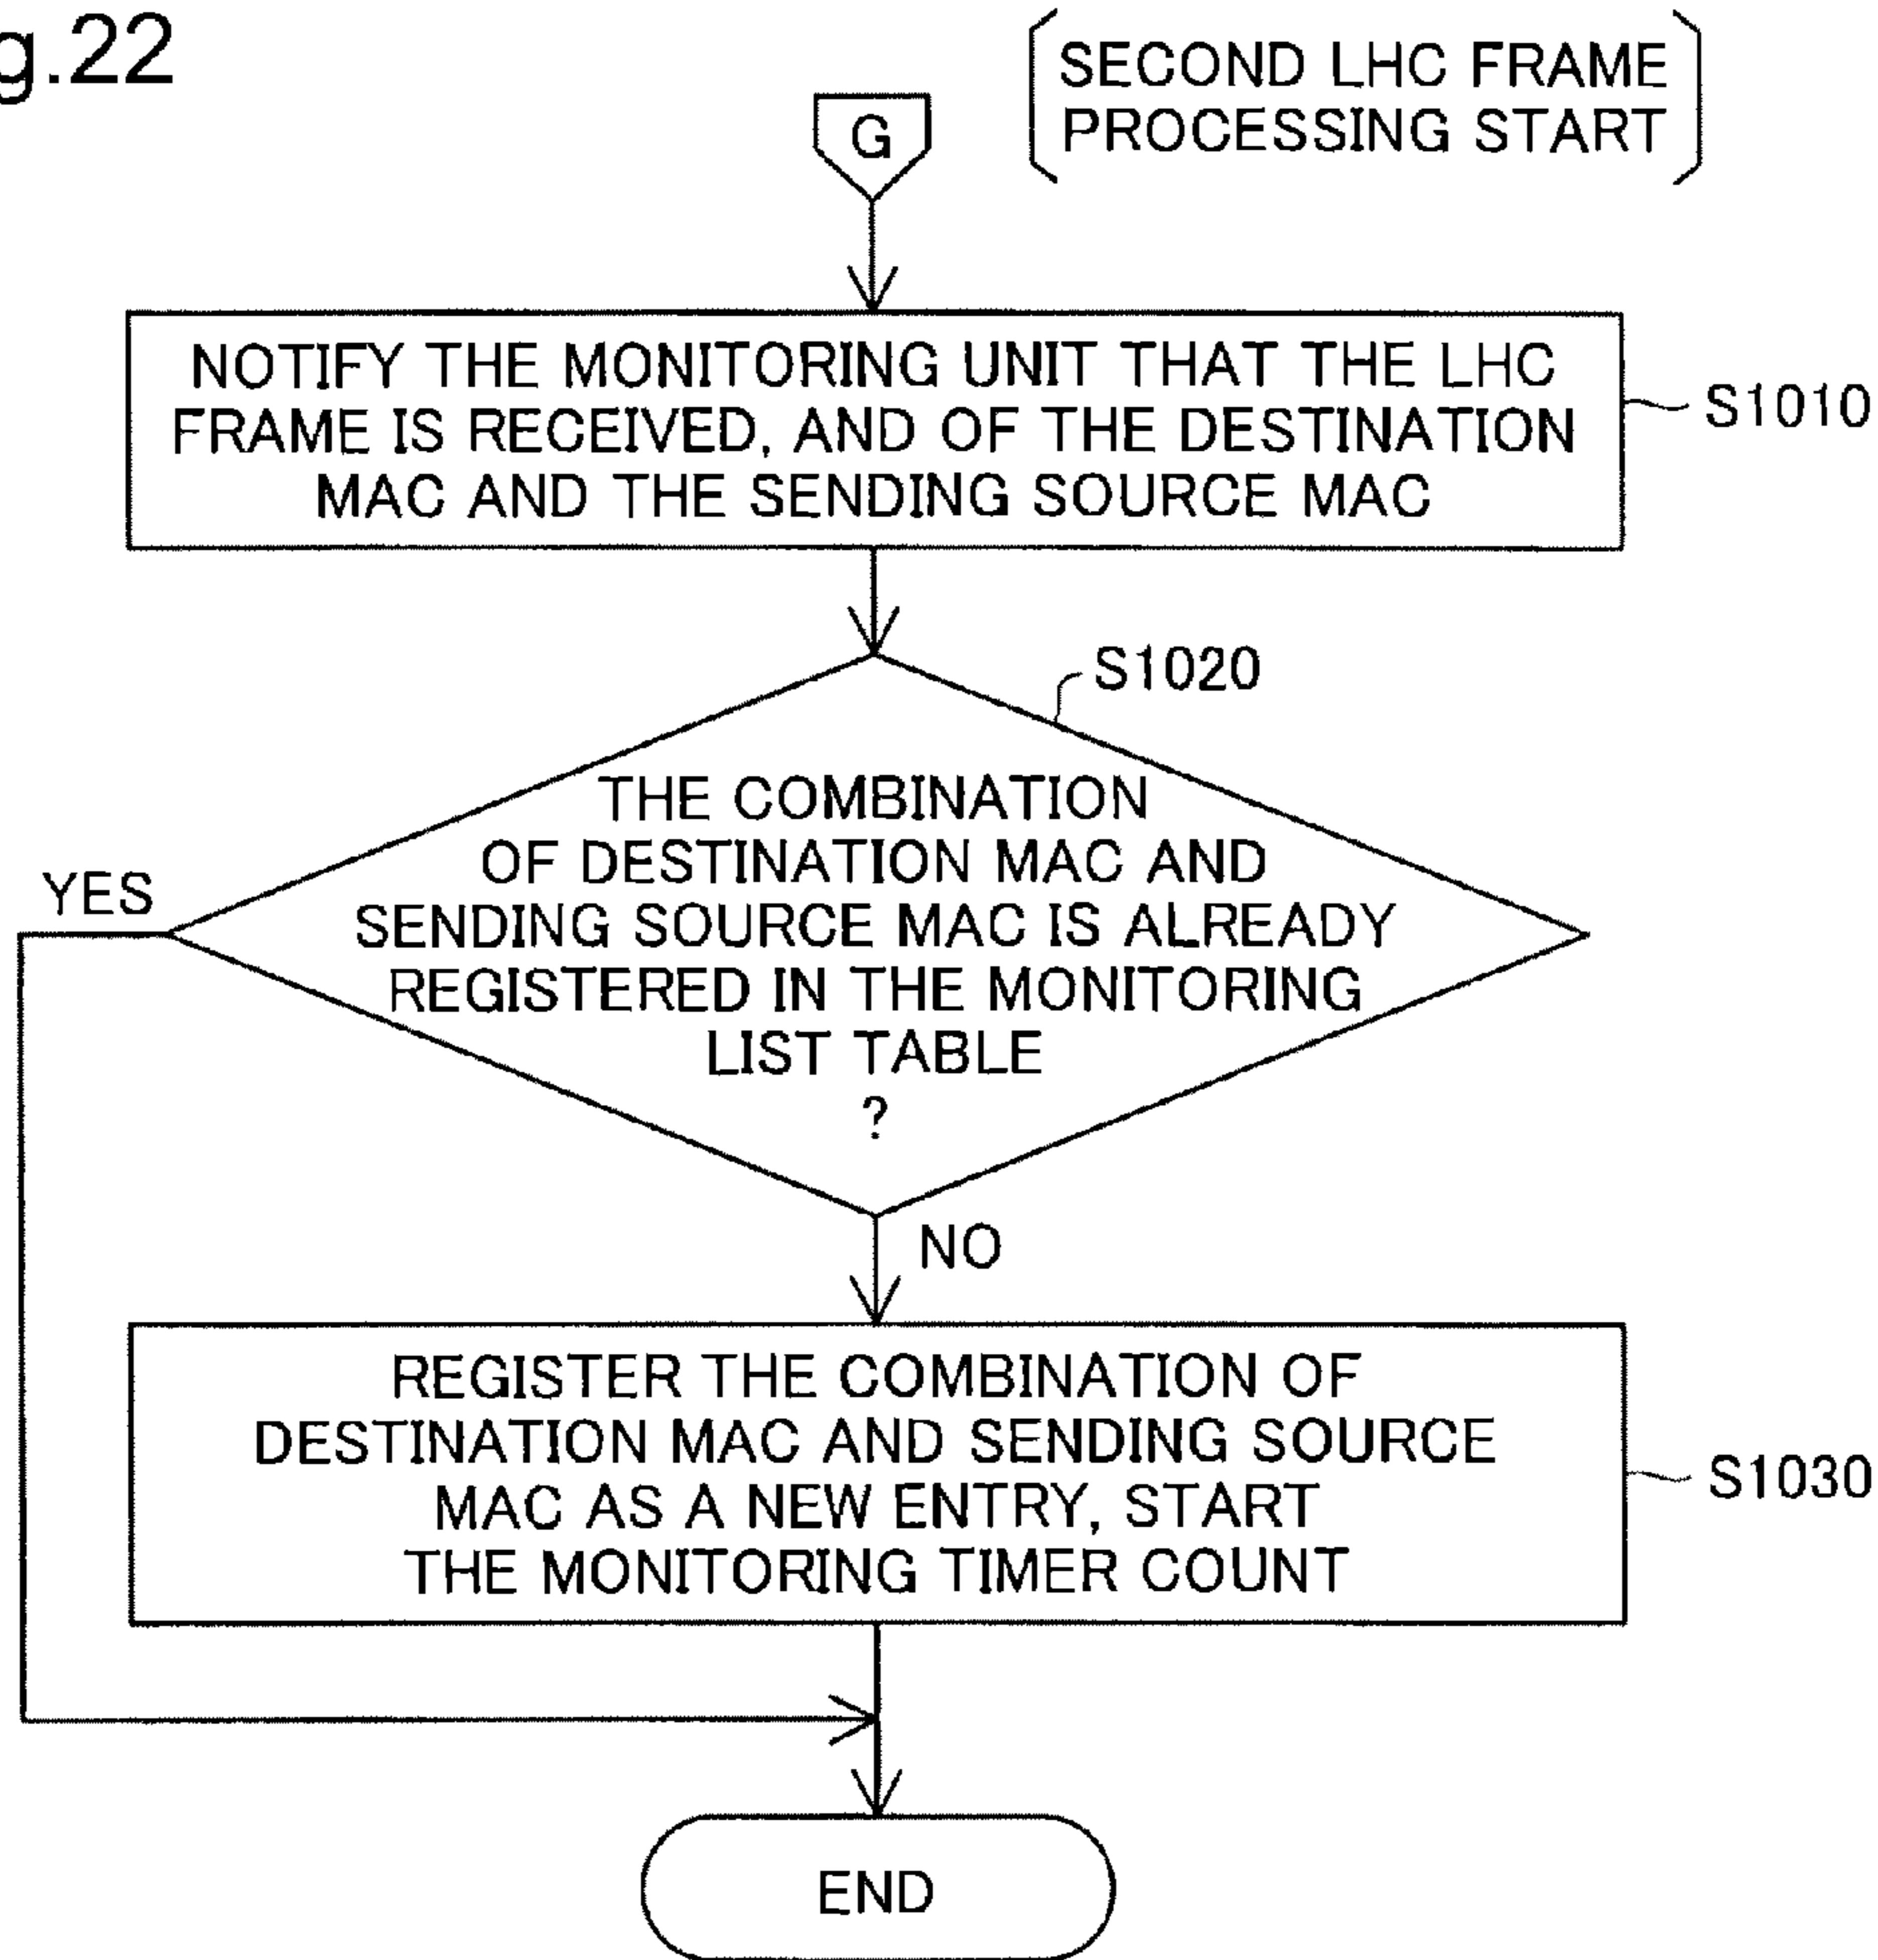 g.22
SECOND LHC FRAME
PROCESSING START
G
NOTIFY THE MONITORING UNIT THAT THE LHC
FRAME IS RECEIVED, AND OF THE DESTINATION
MAC AND THE SENDING SOURCE MAC
S1010
S1020
THE COMBINATION
OF DESTINATION MAC AND
SENDING SOURCE MAC IS ALREADY
REGISTERED IN THE MONITORING
LIST TABLE
?
YES
NO
REGISTER THE COMBINATION OF
DESTINATION MAC AND SENDING SOURCE
MAC AS A NEW ENTRY, START
THE MONITORING TIMER COUNT
S1030
END